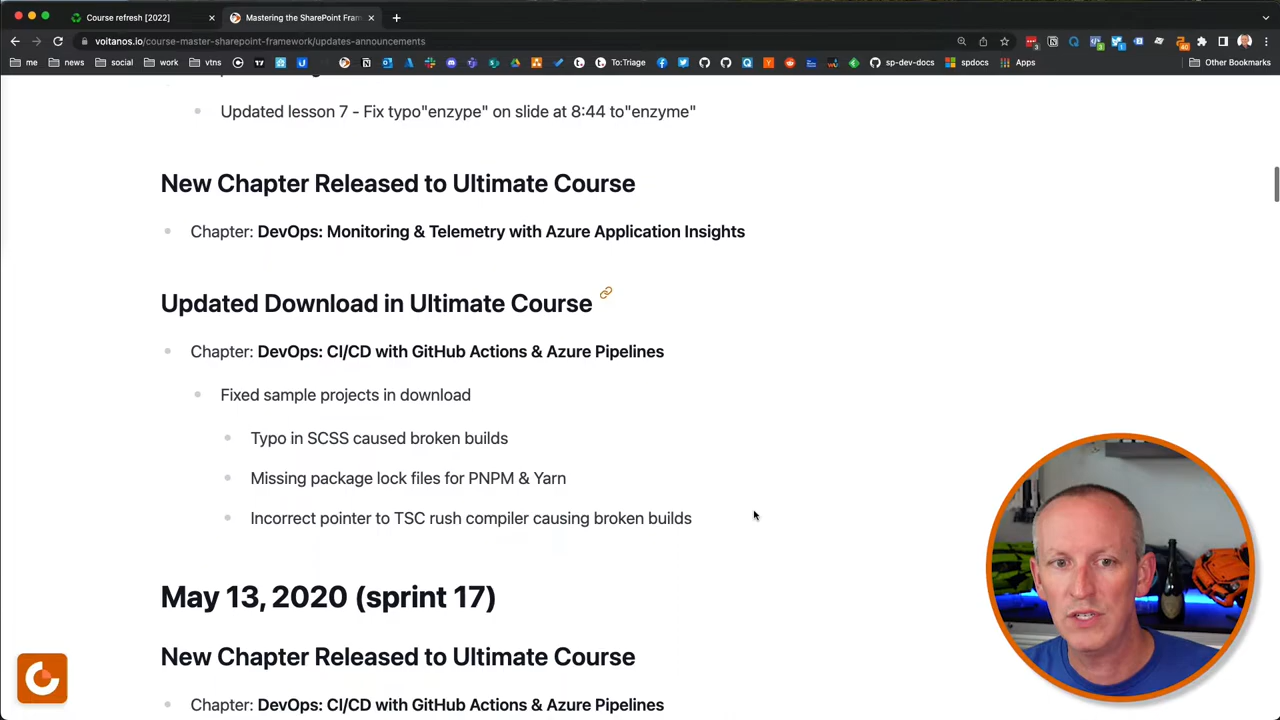 Course refresh [2022]
Mastering the SharePoint Fram
voitanos.io/course-master-sharepoint-framework/updates-announcements
me
news
social
work
vtns
To:Triage
sp-dev-docs
spdocs
Apps
Other Bookmarks
Updated lesson 7 - Fix typo"enzype" on slide at 8:44 to"enzyme"
New Chapter Released to Ultimate Course
Chapter: DevOps: Monitoring & Telemetry with Azure Application Insights
Updated Download in Ultimate Course
Chapter: DevOps: CI/CD with GitHub Actions & Azure Pipelines
Fixed sample projects in download
Typo in SCSS caused broken builds
Missing package lock files for PNPM & Yarn
Incorrect pointer to TSC rush compiler causing broken builds
May 13, 2020 (sprint 17)
New Chapter Released to Ultimate Course
Chapter: DevOps: CI/CD with GitHub Actions & Azure Pipelines